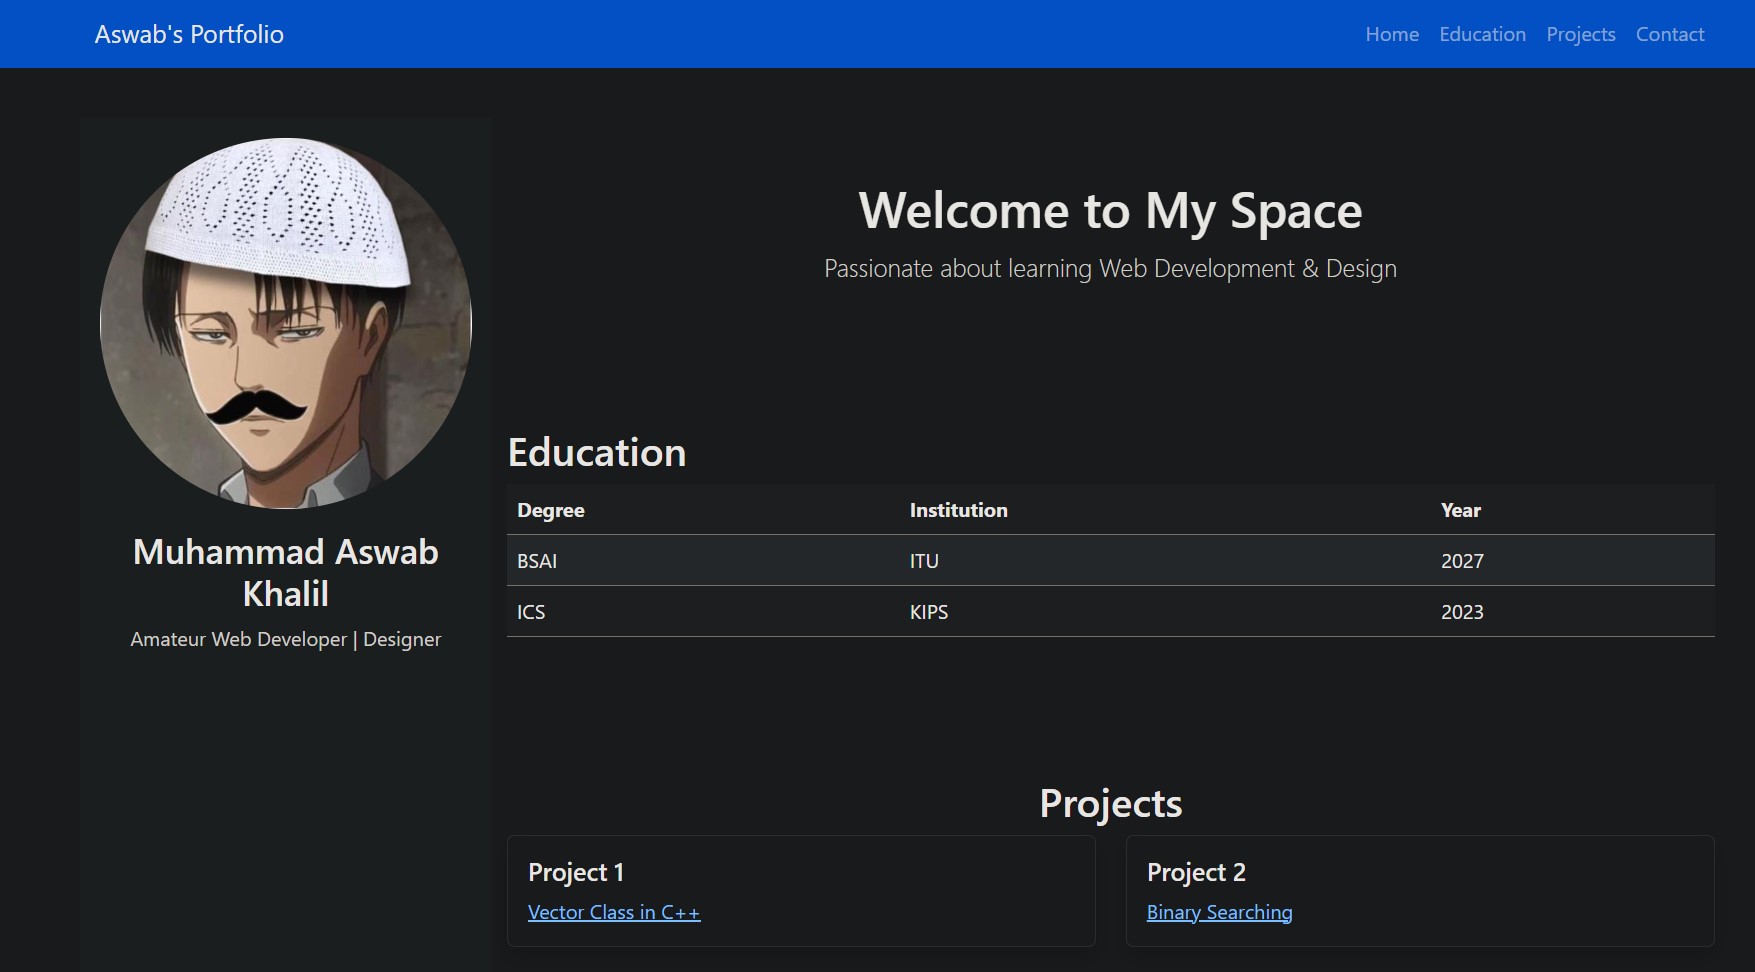 Aswab's Portfolio
Home Education Projects Contact
Muhammad Aswab
Khalil
Amateur Web Developer | Designer
Welcome to My Space
Passionate about learning Web Development & Design
Education
Degree Institution Year
BSAI ITU 2027
ICS KIPS 2023
Projects
Project 1
Vector Class in C++
Project 2
Binary Searching